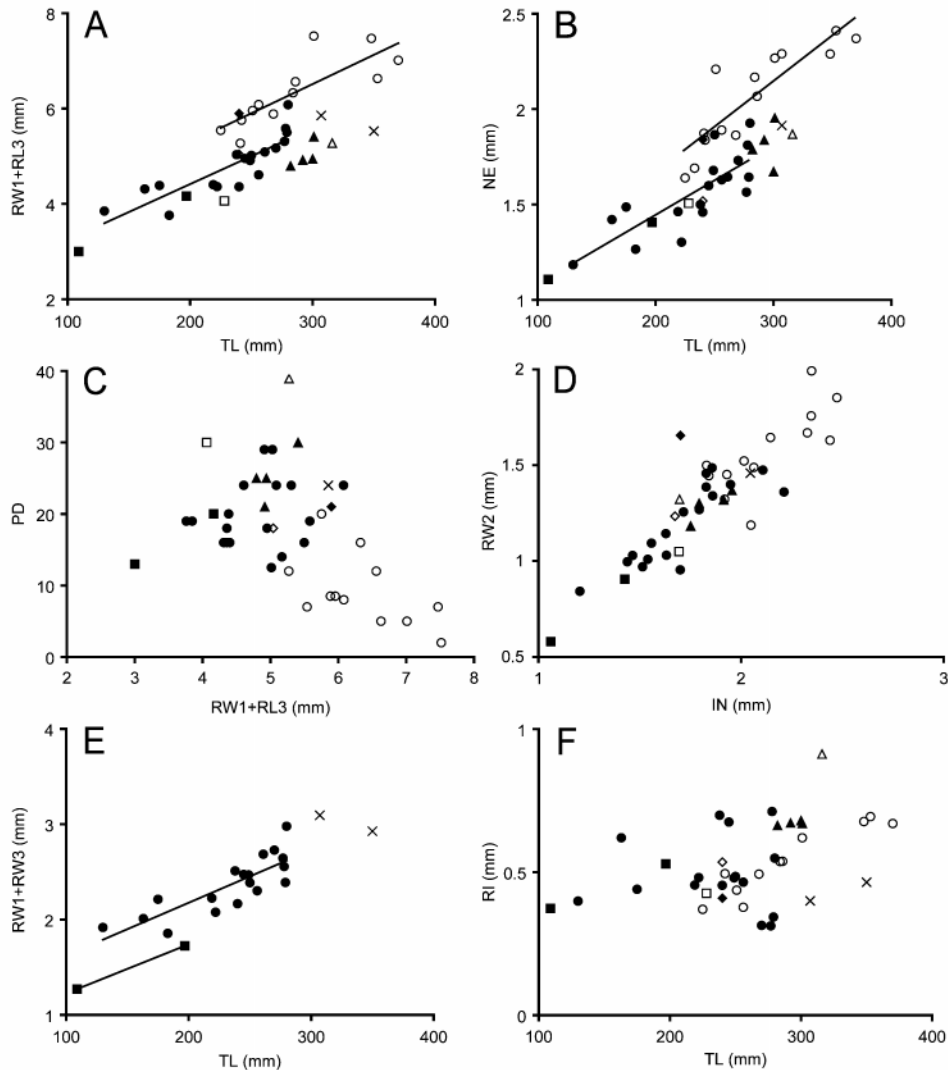 A
B
8
6
4
2
RW1+RL3 (mm)
100
200
300
400
TL (mm)
2.5
2
1.5
1
NE (mm)
100
200
300
400
TL (mm)
C
D
40
30
20
10
0
PD
2
3
4
5
6
7
8
RW1+RL3 (mm)
2
1.5
1
0.5
RW2 (mm)
1
2
3
IN (mm)
E
F
4
3
2
1
RW1+RW3 (mm)
100
200
300
400
TL (mm)
1
0.5
0
RI (mm)
100
200
300
400
TL (mm)